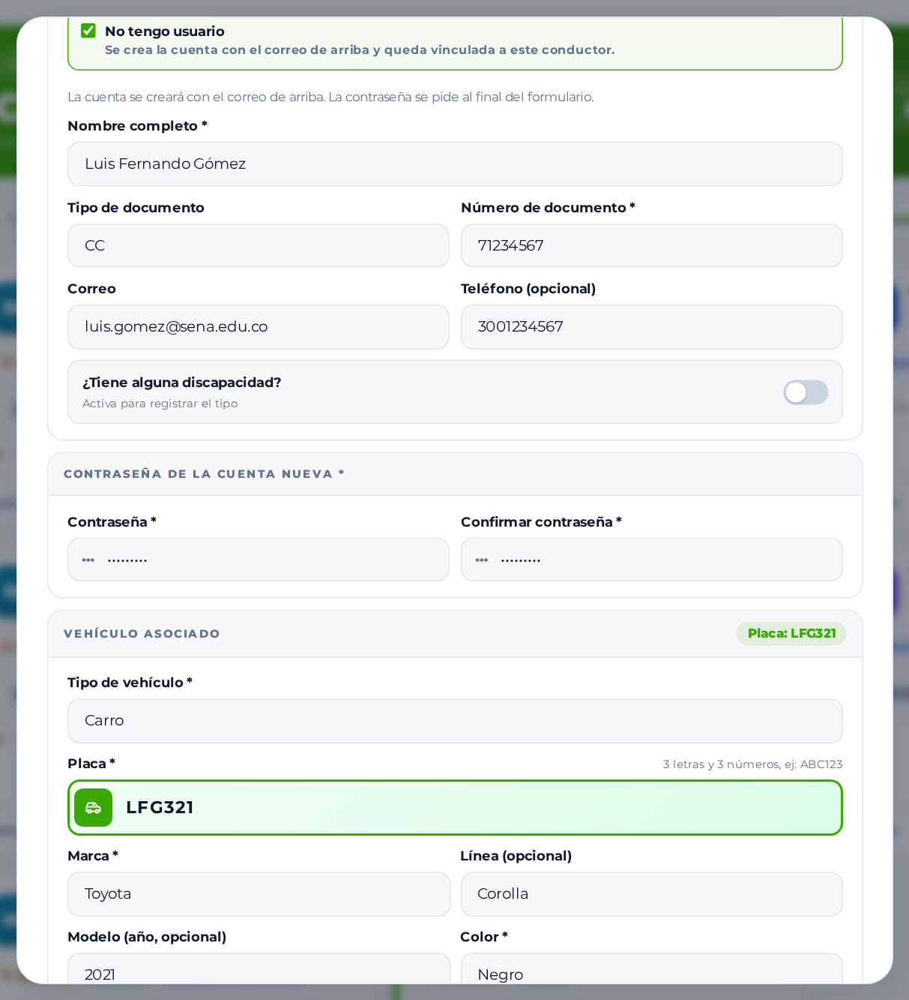 No tengo usuario
Se crea la cuenta con el correo de arriba y queda vinculada a este conductor.
La cuenta se creará con el correo de arriba. La contraseña se pide al final del formulario.
Nombre completo *
Luis Fernando Gómez
Tipo de documento
Número de documento *
CC
71234567
Correo
Teléfono (opcional)
luis.gomez@sena.edu.co
3001234567
¿Tiene alguna discapacidad?
Activa para registrar el tipo
CONTRASEÑA DE LA CUENTA NUEVA *
Contraseña *
Confirmar contraseña *
*** •••••••••
*** •••••••••
VEHÍCULO ASOCIADO
Placa: LFG321
Tipo de vehículo *
Carro
Placa *
3 letras y 3 números, ej: ABC123
LFG321
Marca *
Línea (opcional)
Toyota
Corolla
Modelo (año, opcional)
Color *
2021
Negro